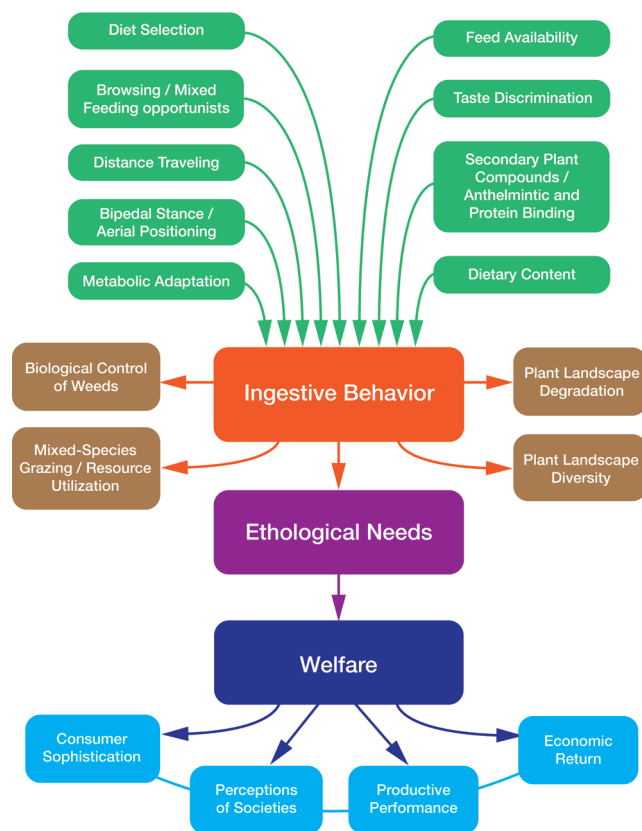 Diet Selection
Feed Availability
Browsing / Mixed
Feeding opportunists
Taste Discrimination
Distance Traveling
Secondary Plant
Compounds /
Anthelmintic and
Protein Binding
Bipedal Stance /
Aerial Positioning
Metabolic Adaptation
Dietary Content
Biological Control
of Weeds
Ingestive Behavior
Plant Landscape
Degradation
Mixed-Species
Grazing / Resource
Utilization
Plant Landscape
Diversity
Ethological Needs
Welfare
Consumer
Sophistication
Economic
Return
Perceptions
of Societies
Productive
Performance